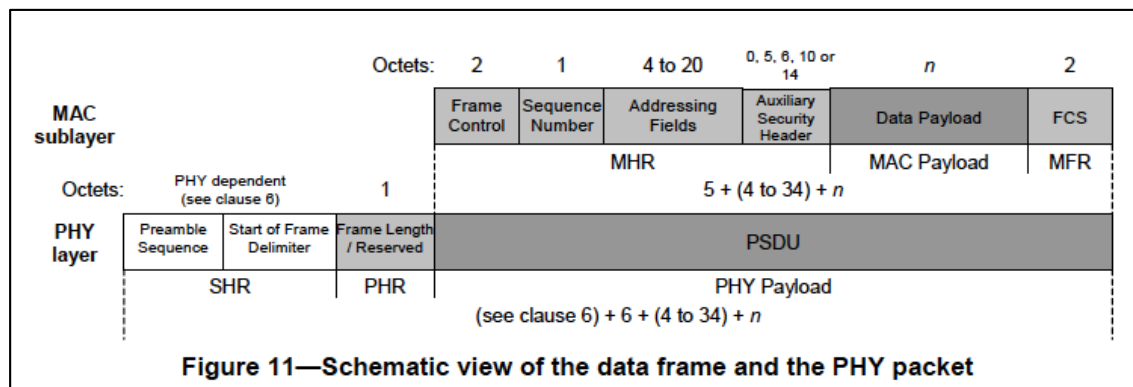 Octets: 2 1 4 to 20 0, 5, 6, 10 or 14 n 2
MAC sublayer
Frame Control
Sequence Number
Addressing Fields
Auxiliary Security Header
Data Payload
FCS
MHR MAC Payload MFR
Octets: PHY dependent (see clause 6) 1 5 + (4 to 34) + n
PHY layer
Preamble Sequence
Start of Frame Delimiter
Frame Length / Reserved
PSDU
SHR PHR PHY Payload
(see clause 6) + 6 + (4 to 34) + n
Figure 11—Schematic view of the data frame and the PHY packet